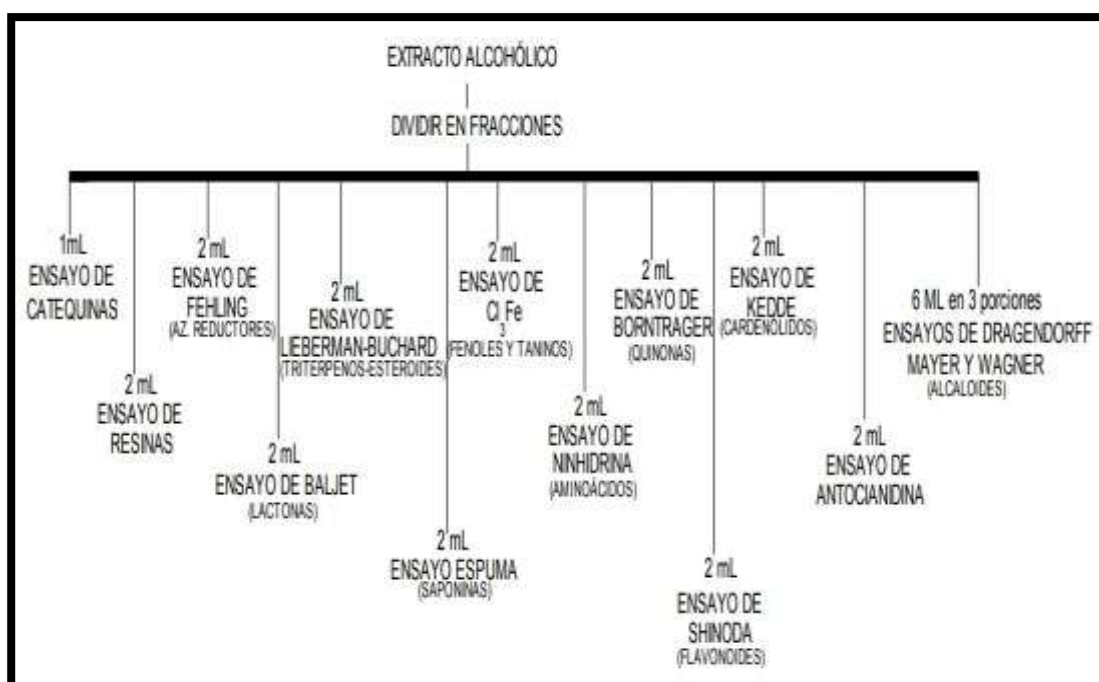 EXTRACTO ALCOHÓLICO
DIVIDIR EN FRACCIONES
1mL
ENSAYO DE
CATEQUINAS
2 mL
ENSAYO DE
RESINAS
2 mL
ENSAYO DE
FEHLING
(AZ. REDUCTORES)
2 mL
ENSAYO DE BALJET
(LACTONAS)
2 mL
ENSAYO DE
LIEBERMAN-BUCHARD
(TRITERPENOS-ESTEROIDES)
2 mL
ENSAYO ESPUMA
(SAPONINAS)
2 mL
ENSAYO DE
Cl Fe
3
(FENOLES Y TANINOS)
2 mL
ENSAYO DE
NINHIDRINA
(AMINOÁCIDOS)
2 mL
ENSAYO DE
BORNTRAGER
(QUINONAS)
2 mL
ENSAYO DE
SHINODA
(FLAVONOIDES)
2 mL
ENSAYO DE
KEDDE
(CARDENÓLIDOS)
2 mL
ENSAYO DE
ANTOCIANIDINA
6 ML en 3 porciones
ENSAYOS DE DRAGENDORFF
MAYER Y WAGNER
(ALCALOIDES)